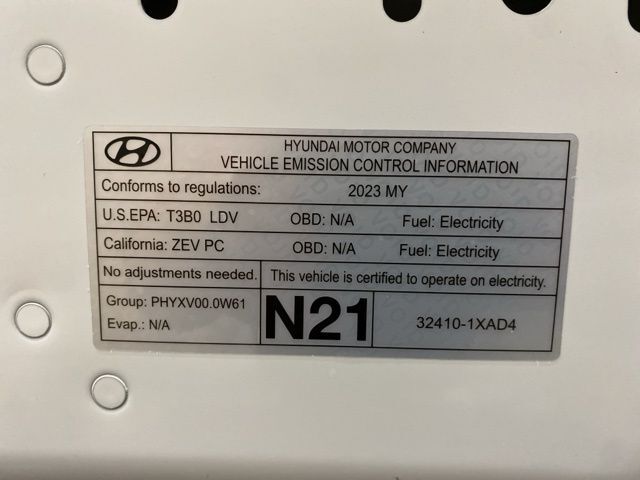 HYUNDAI MOTOR COMPANY
VEHICLE EMISSION CONTROL INFORMATION
Conforms to regulations: 2023 MY
U.S.EPA: T3B0 LDV OBD: N/A Fuel: Electricity
California: ZEV PC OBD: N/A Fuel: Electricity
No adjustments needed. This vehicle is certified to operate on electricity.
Group: PHYXV00.0W61
Evap.: N/A
N21
32410-1XAD4